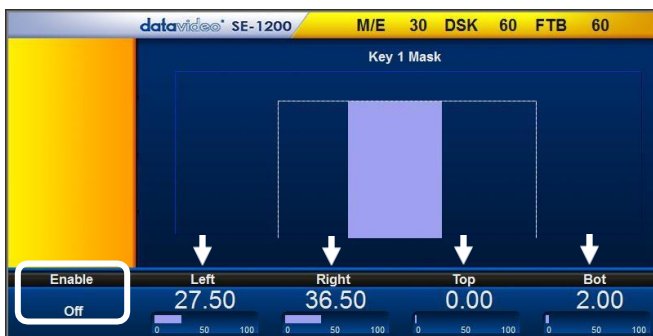 datavideo SE-1200 M/E 30 DSK 60 FTB 60
Key 1 Mask
Enable Left Right Top Bot
Off 27.50 36.50 0.00 2.00
0 50 100 0 50 100 0 50 100 0 50 100